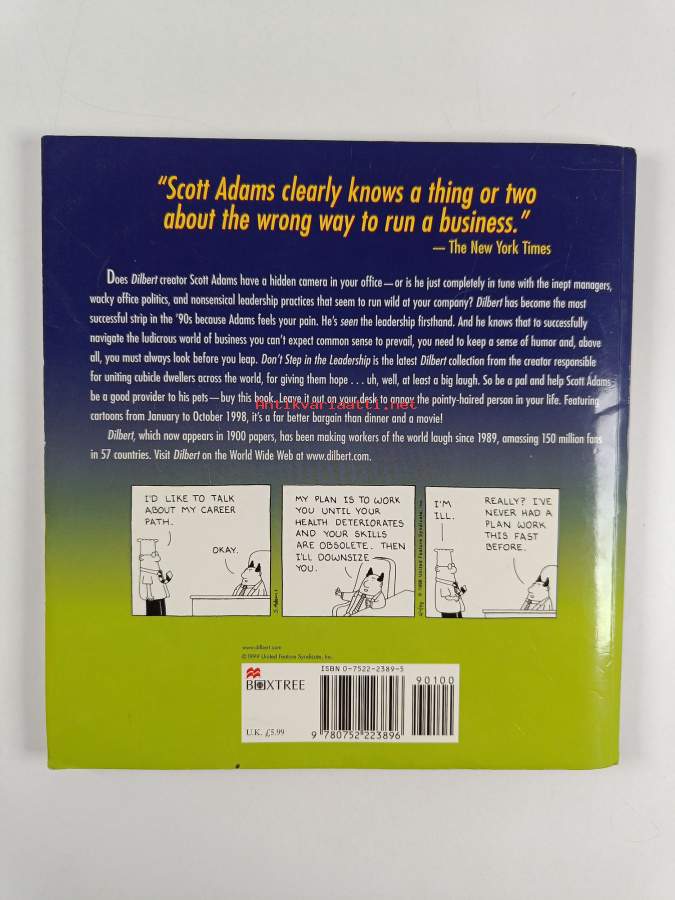 "Scott Adams clearly knows a thing or two
about the wrong way to run a business."
— The New York Times
Does Dilbert creator Scott Adams have a hidden camera in your office—or is he just completely in tune with the inept managers,
wacky office politics, and nonsensical leadership practices that seem to run wild at your company? Dilbert has become the most
successful strip in the '90s because Adams feels your pain. He's seen the leadership firsthand. And he knows that to successfully
navigate the ludicrous world of business you can't expect common sense to prevail, you need to keep a sense of humor and, above
all, you must always look before you leap. Don't Step in the Leadership is the latest Dilbert collection from the creator responsible
for uniting cubicle dwellers across the world, for giving them hope . . . uh, well, at least a big laugh. So be a pal and help Scott Adams
be a good provider to his pets—buy this book. Leave it out on your desk to annoy the pointy-haired person in your life. Featuring
Antikvariaatti.net
cartoons from January to October 1998, it's a far better bargain than dinner and a movie!
Dilbert, which now appears in 1900 papers, has been making workers of the world laugh since 1989, amassing 150 million fans
in 57 countries. Visit Dilbert on the World Wide Web at www.dilbert.com.
I'D LIKE TO TALK
ABOUT MY CAREER
PATH.
OKAY.
S. Adams
MY PLAN IS TO WORK
YOU UNTIL YOUR
HEALTH DETERIORATES
AND YOUR SKILLS
ARE OBSOLETE. THEN
I'LL DOWNSIZE
YOU.
© 1998 United Feature Syndicate, Inc.
I'M
ILL.
REALLY? I'VE
NEVER HAD A
PLAN WORK
THIS FAST
BEFORE.
www.dilbert.com
© 1999 United Feature Syndicate, Inc.
ISBN 0-7522-2389-5
90100
BOXTREE
U.K. £5.99
9 780752 223896